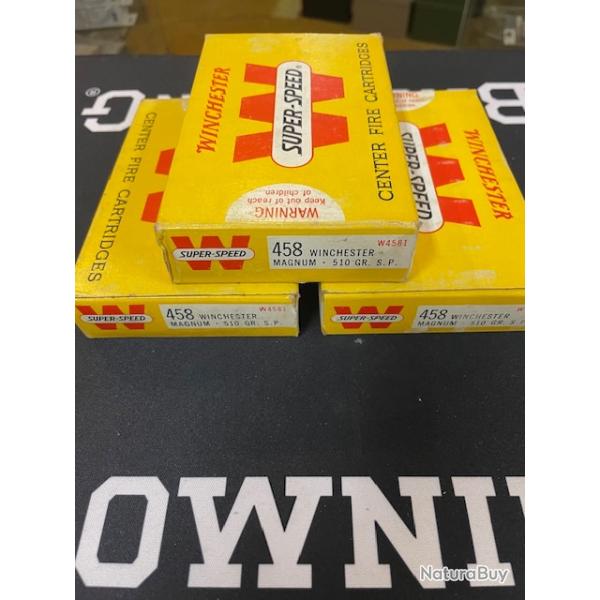 WINCHESTER
W
SUPER-SPEED®
CENTER FIRE CARTRIDGES
WARNING
Keep out of reach
of children.
W
SUPER-SPEED
458 WINCHESTER
MAGNUM - 510 GR. S.P.
W4581
G®
CENTER FIRE CARTRIDGES
W
SUPER-SPEED
458 WINCHESTER
MAGNUM - 510 GR. S.P.
W4581
B
WARNING
WINCHESTER
SUPER-SPEED
W
SUPER-SPEED
458 WINCHESTER
MAGNUM - 510 GR. S.P.
W
OWNING
NaturaBuy